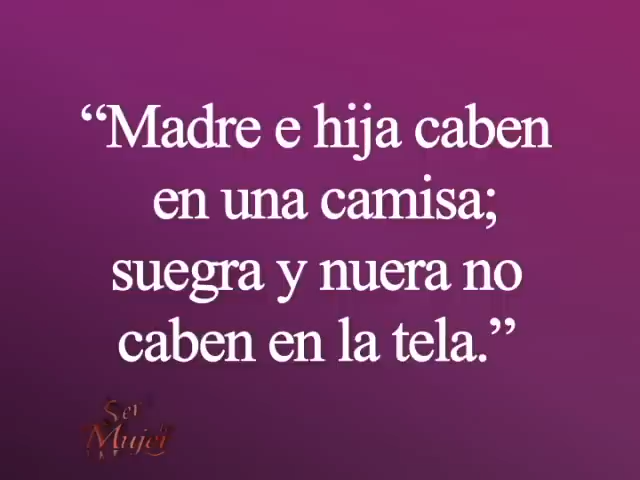 “Madre e hija caben
en una camisa;
suegra y nuera no
caben en la tela.”
Ser
Mujer